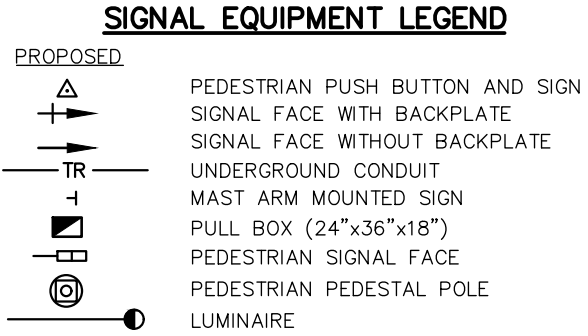 SIGNAL EQUIPMENT LEGEND
PROPOSED
PEDESTRIAN PUSH BUTTON AND SIGN
SIGNAL FACE WITH BACKPLATE
SIGNAL FACE WITHOUT BACKPLATE
TR UNDERGROUND CONDUIT
MAST ARM MOUNTED SIGN
PULL BOX (24"x36"x18")
PEDESTRIAN SIGNAL FACE
PEDESTRIAN PEDESTAL POLE
LUMINAIRE